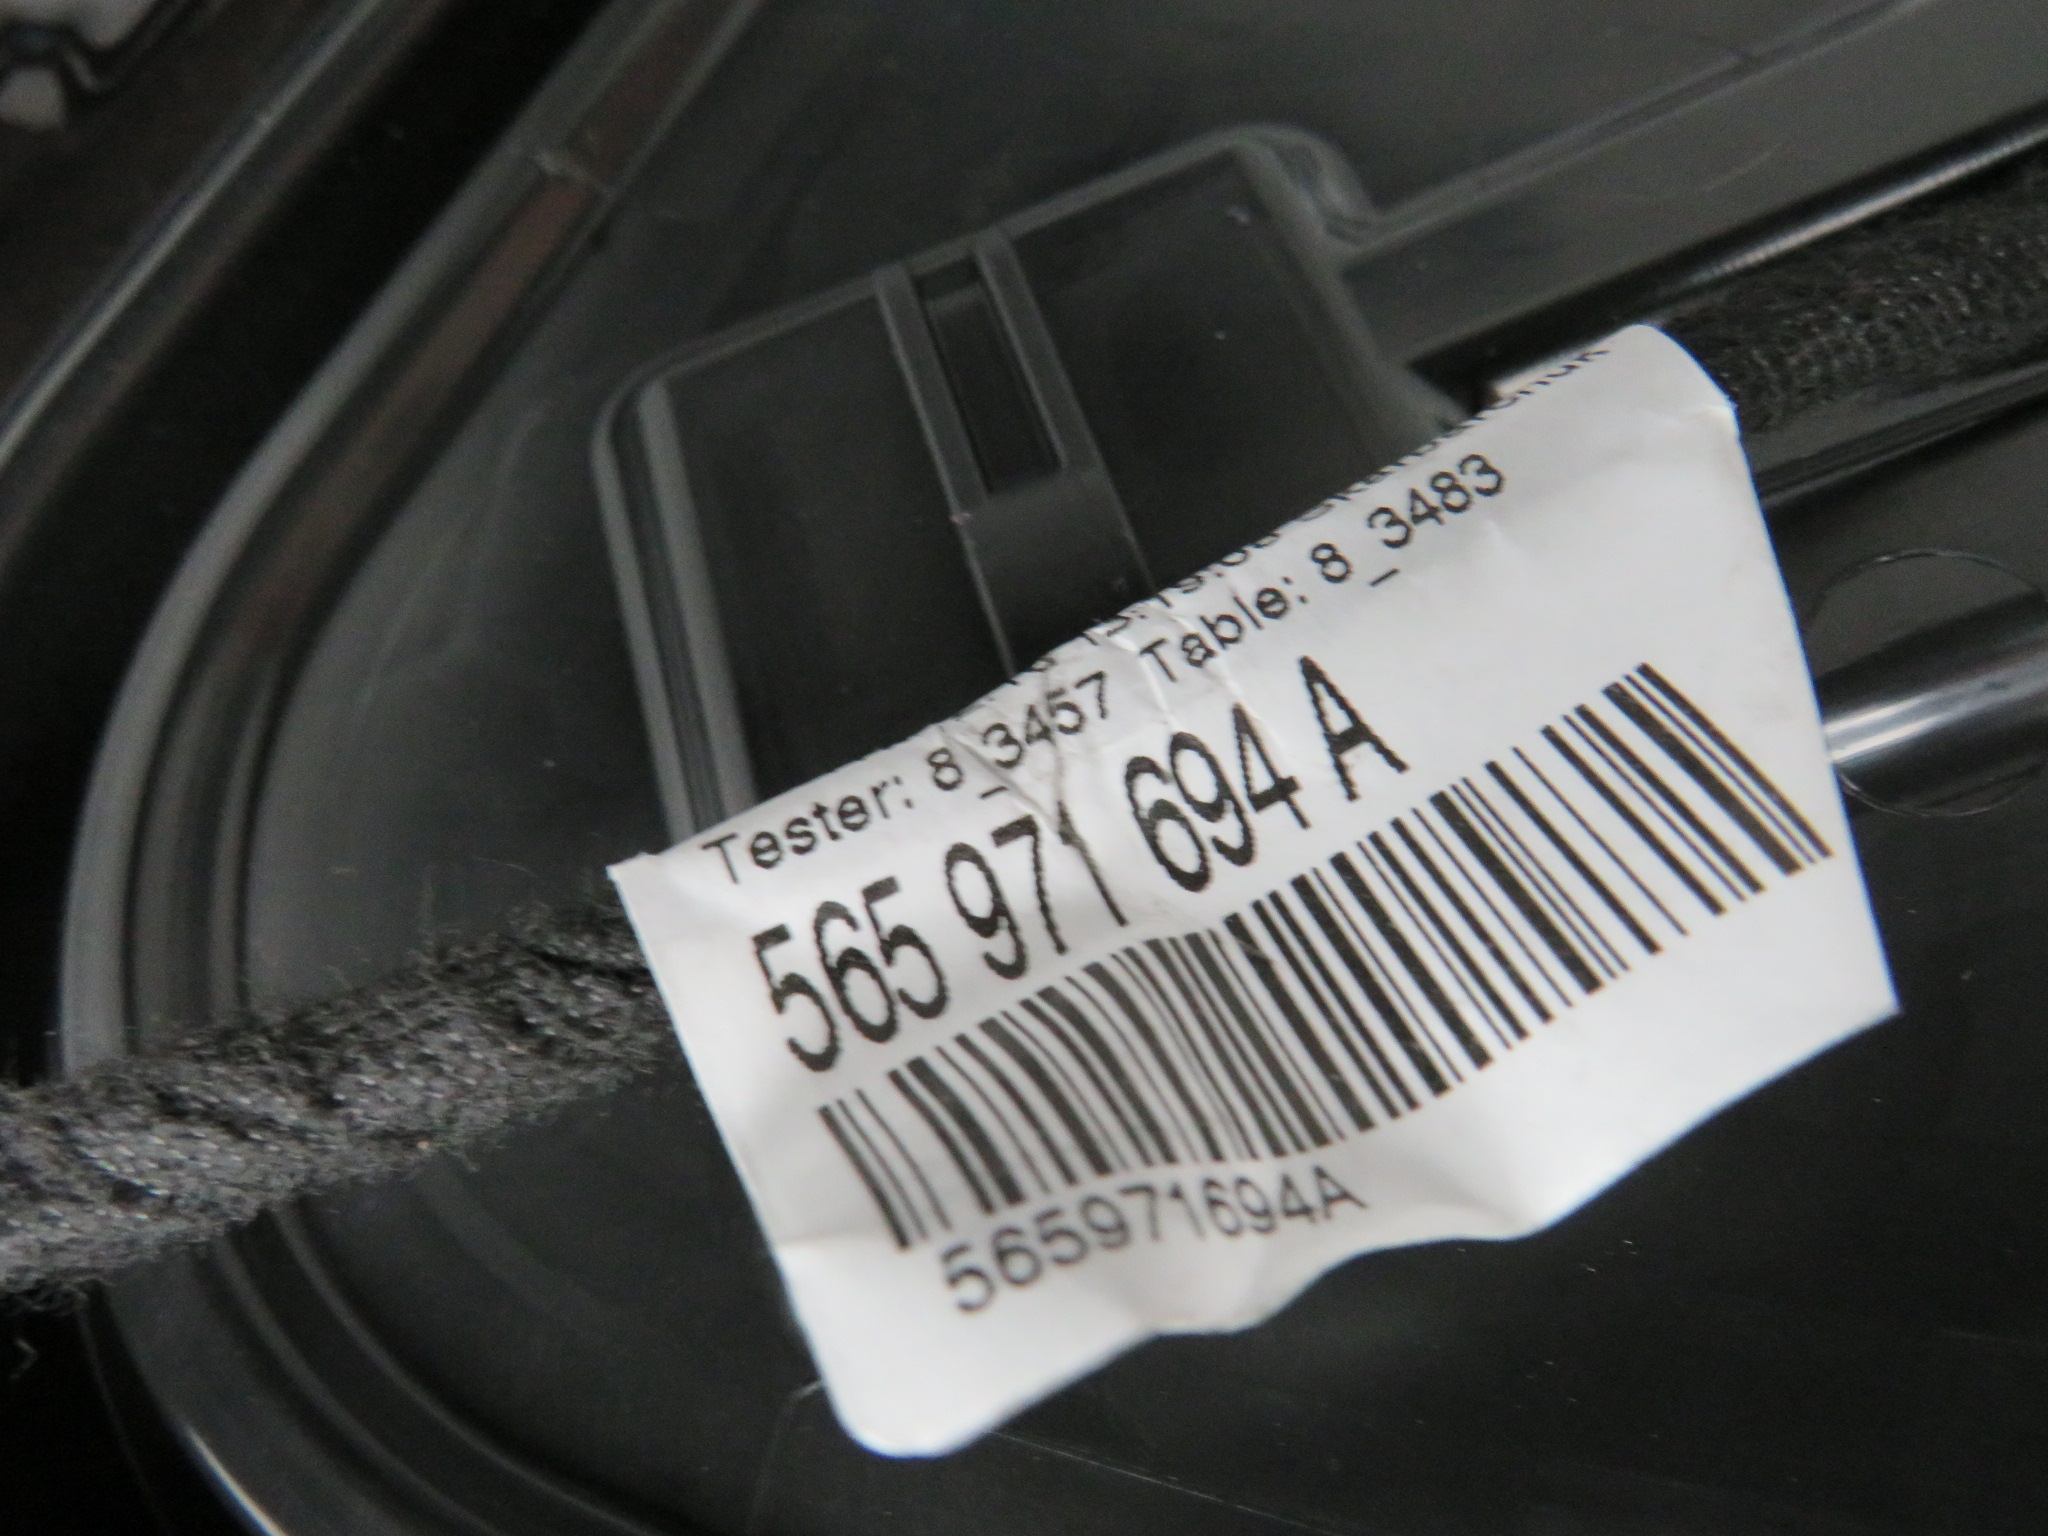 Tester: 8_3457 Table: 8_3483
565 971 694 A
565971694A